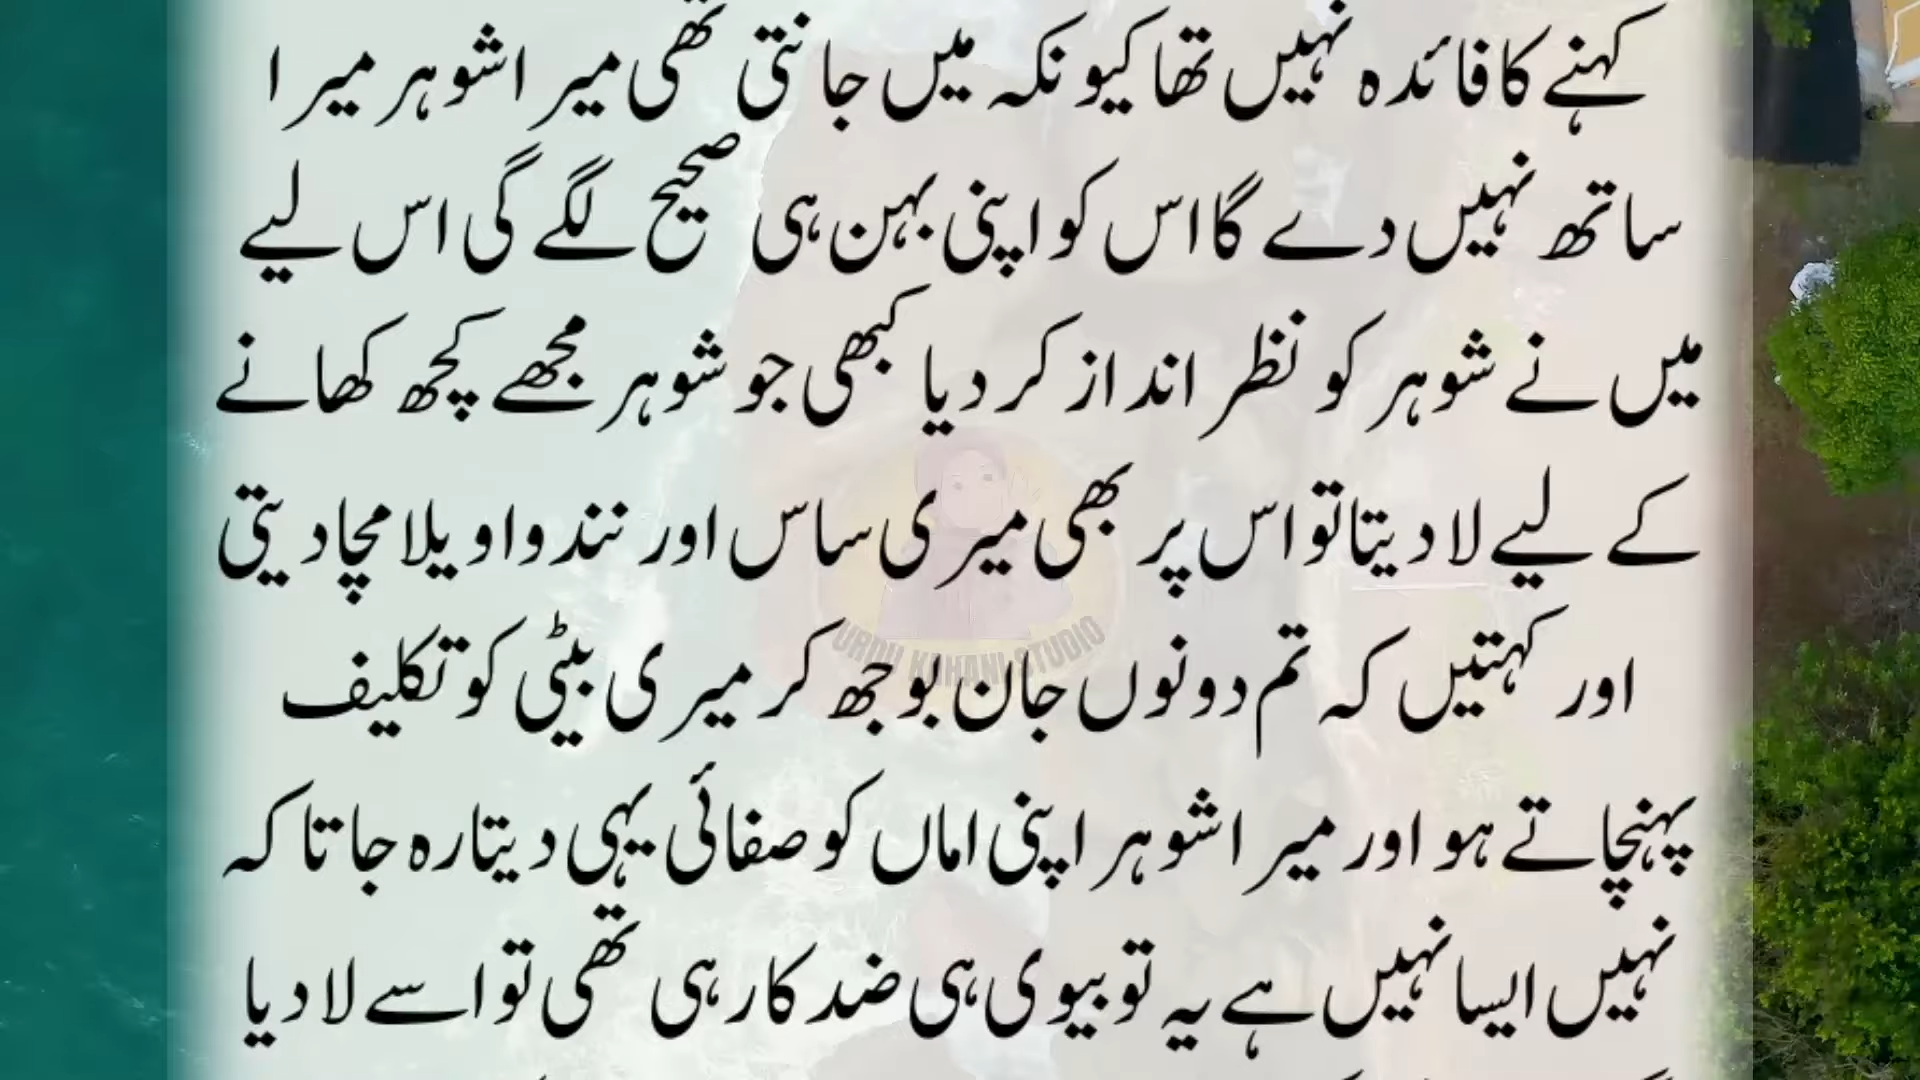 کہنے کا فائدہ نہیں تھا کیونکہ میں جانتی تھی میرا شوہر میرا
ساتھ نہیں دے گا اس کو اپنی بہن ہی صحیح لگے گی اس لیے
میں نے شوہر کو نظر انداز کر دیا کبھی جو شوہر مجھے کچھ کھانے
کے لیے لا دیتا تو اس پر بھی میری ساس اور نند واویلا مچا دیتی
اور کہتیں کہ تم دونوں جان بوجھ کر میری بیٹی کو تکلیف
URDU KAHANI STUDIO
پہنچاتے ہو اور میرا شوہر اپنی اماں کو صفائی یہی دیتا رہ جاتا کہ
نہیں ایسا نہیں ہے یہ تو بیوی ہی ضد کار ہی تھی تو اسے لا دیا